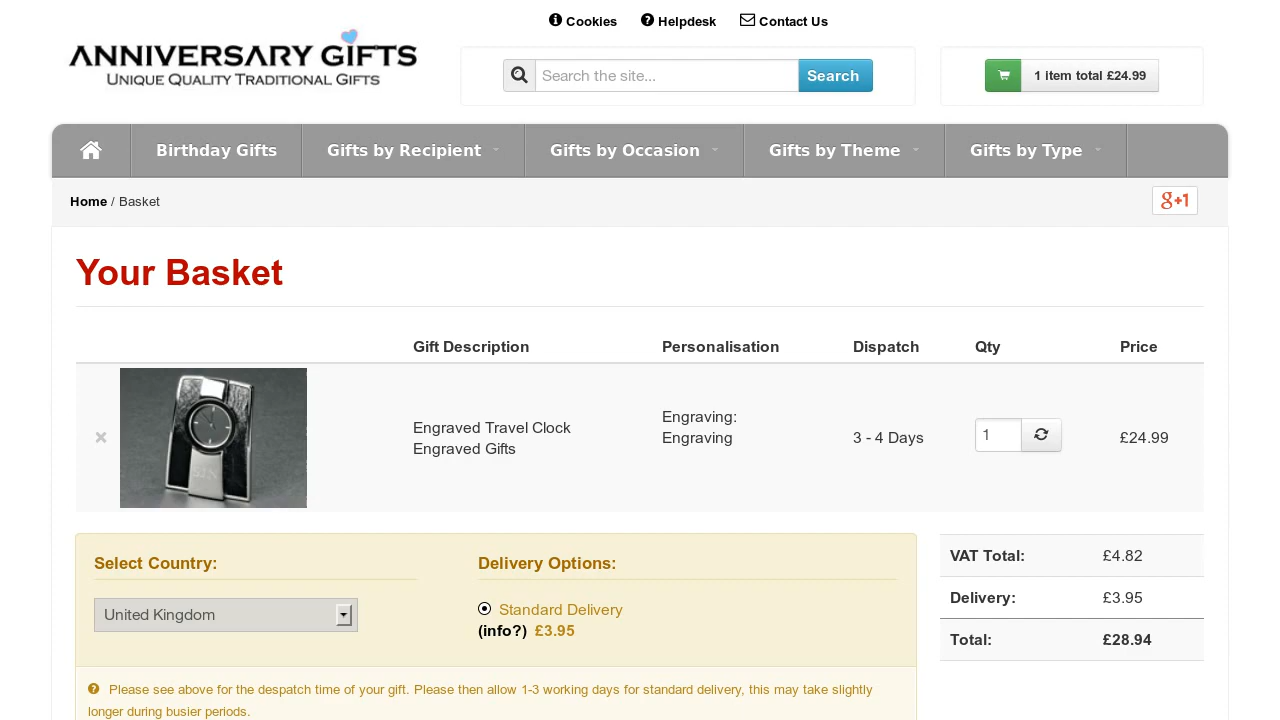 Cookies Helpdesk Contact Us
ANNIVERSARY GIFTS
UNIQUE QUALITY TRADITIONAL GIFTS
Search the site... Search
1 item total £24.99
Birthday Gifts Gifts by Recipient Gifts by Occasion Gifts by Theme Gifts by Type
Home / Basket
g+1
Your Basket
Gift Description Personalisation Dispatch Qty Price
Engraved Travel Clock
Engraved Gifts
Engraving:
Engraving
3 - 4 Days
1
£24.99
Select Country:
United Kingdom
Delivery Options:
Standard Delivery
(info?) £3.95
VAT Total: £4.82
Delivery: £3.95
Total: £28.94
Please see above for the despatch time of your gift. Please then allow 1-3 working days for standard delivery, this may take slightly
longer during busier periods.